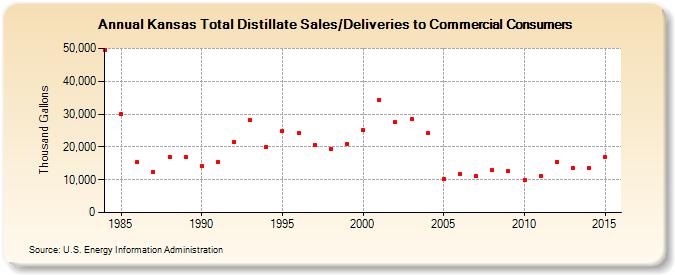 Annual Kansas Total Distillate Sales/Deliveries to Commercial Consumers
Thousand Gallons
50,000
40,000
30,000
20,000
10,000
0
1985 1990 1995 2000 2005 2010 2015
Source: U.S. Energy Information Administration